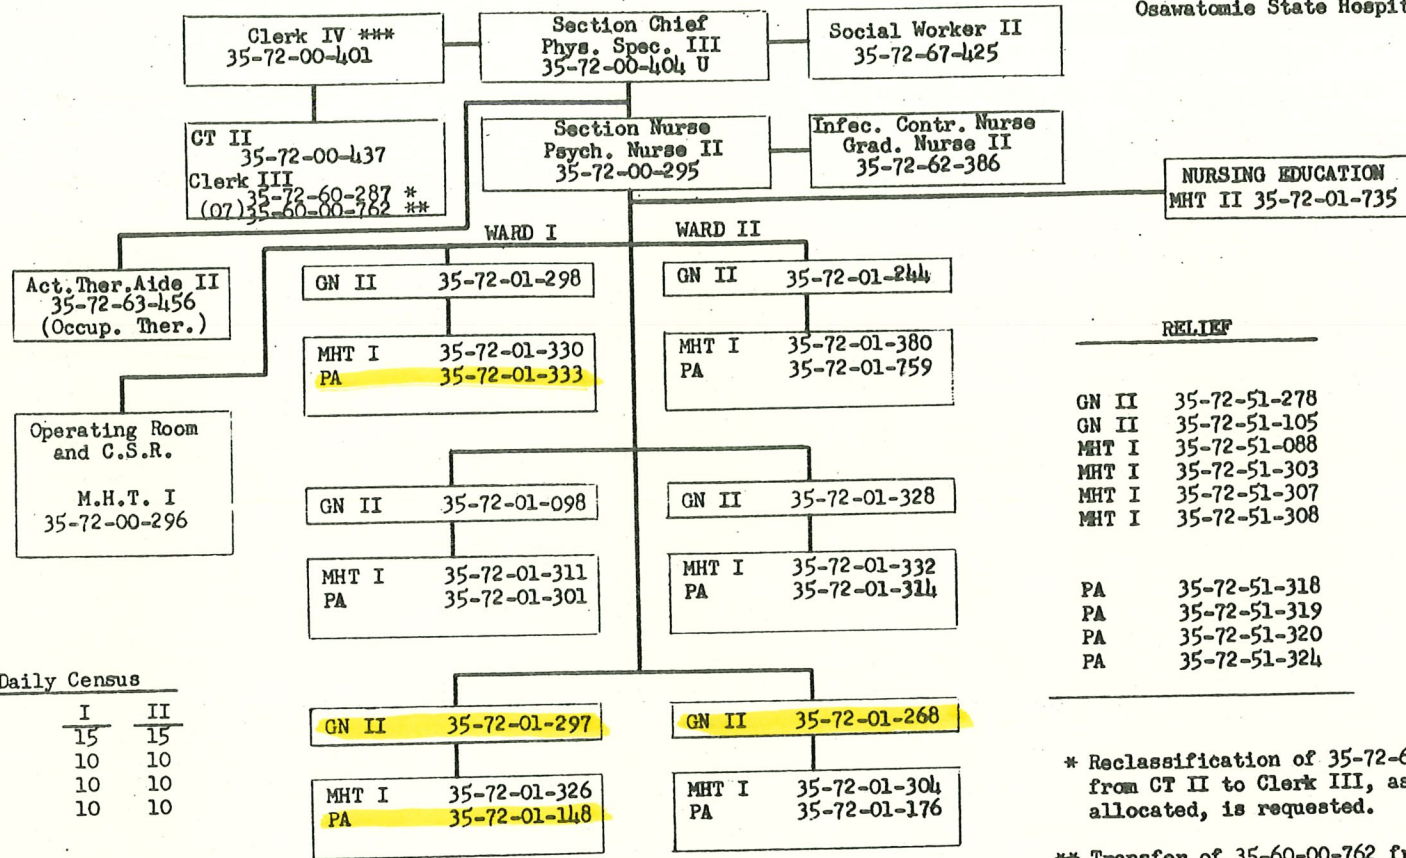 Osawatomie State Hospit
Clerk IV ***
35-72-00-401
Section Chief
Phys. Spec. III
35-72-00-404 U
Social Worker II
35-72-67-425
CT II
35-72-00-437
Clerk III
35-72-60-287 *
(07)35-60-00-762 **
Section Nurse
Psych. Nurse II
35-72-00-295
Infec. Contr. Nurse
Grad. Nurse II
35-72-62-386
NURSING EDUCATION
MHT II 35-72-01-735
WARD I
WARD II
Act.Ther.Aide II
35-72-63-456
(Occup. Ther.)
GN II 35-72-01-298
GN II 35-72-01-244
MHT I 35-72-01-330
PA 35-72-01-333
MHT I 35-72-01-380
PA 35-72-01-759
Operating Room
and C.S.R.
M.H.T. I
35-72-00-296
GN II 35-72-01-098
GN II 35-72-01-328
MHT I 35-72-01-311
PA 35-72-01-301
MHT I 35-72-01-332
PA 35-72-01-314
RELIEF
GN II 35-72-51-278
GN II 35-72-51-105
MHT I 35-72-51-088
MHT I 35-72-51-303
MHT I 35-72-51-307
MHT I 35-72-51-308
PA 35-72-51-318
PA 35-72-51-319
PA 35-72-51-320
PA 35-72-51-324
Daily Census
I II
15 15
10 10
10 10
10 10
GN II 35-72-01-297
GN II 35-72-01-268
MHT I 35-72-01-326
PA 35-72-01-148
MHT I 35-72-01-304
PA 35-72-01-176
* Reclassification of 35-72-6
from CT II to Clerk III, as
allocated, is requested.
** Transfer of 35-60-00-762 fr